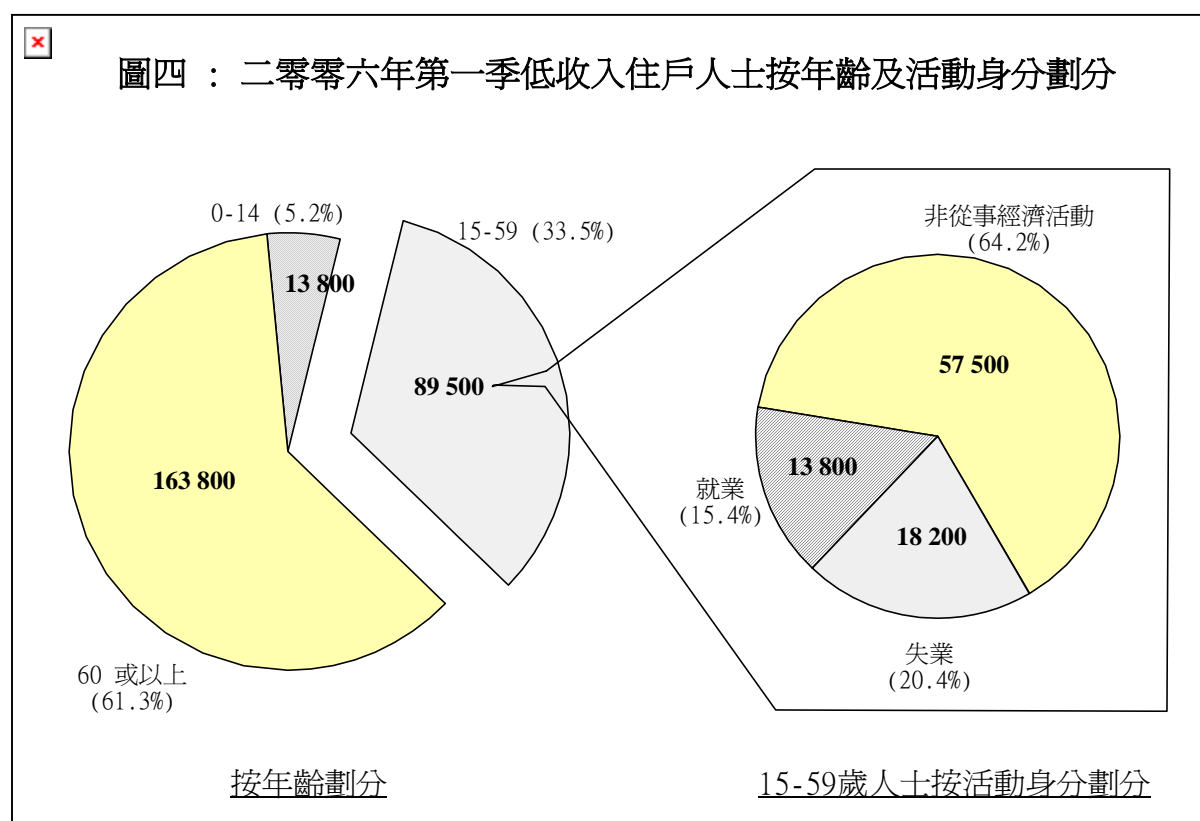 圖四 : 二零零六年第一季低收入住戶人士按年齡及活動身分劃分
0-14 (5.2%)
13 800
15-59 (33.5%)
89 500
163 800
60 或以上
(61.3%)
按年齡劃分
非從事經濟活動
(64.2%)
57 500
就業
(15.4%)
13 800
18 200
失業
(20.4%)
15-59歲人士按活動身分劃分